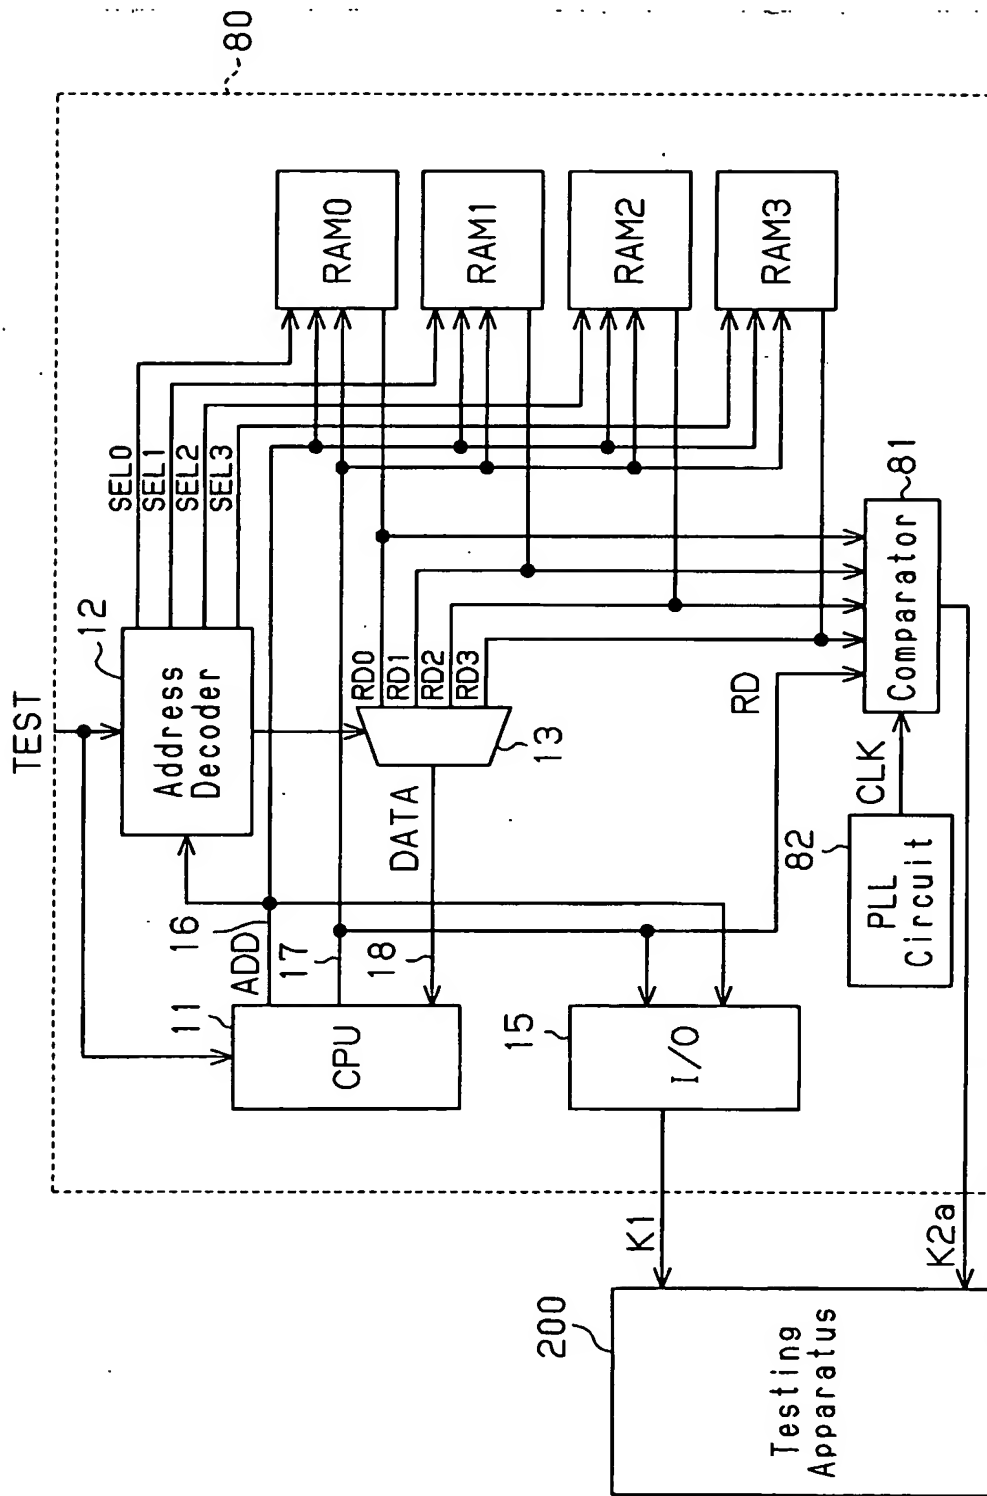 80
TEST
12
Address
Decoder
SEL0
SEL1
SEL2
SEL3
RAM0
RAM1
RAM2
RAM3
11
CPU
16
ADD
17
18
DATA
RD0
RD1
RD2
RD3
13
15
I/O
RD
82
PLL
Circuit
CLK
81
Comparator
K1
K2a
200
Testing
Apparatus